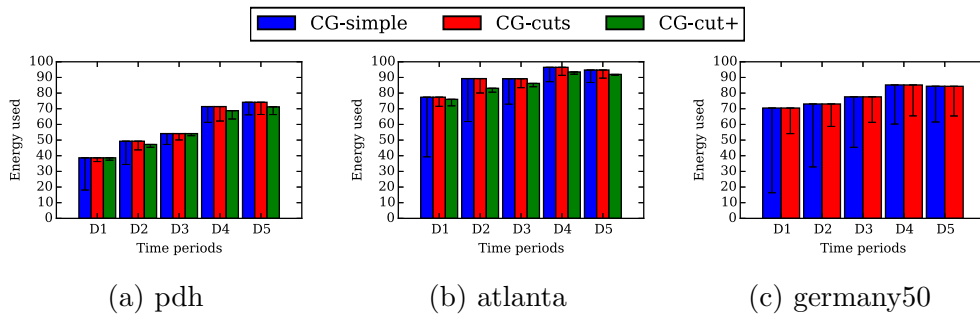 CG-simple CG-cuts CG-cut+
Energy used
100
90
80
70
60
50
40
30
20
10
0
D1 D2 D3 D4 D5
Time periods
(a) pdh
Energy used
100
90
80
70
60
50
40
30
20
10
0
D1 D2 D3 D4 D5
Time periods
(b) atlanta
Energy used
100
90
80
70
60
50
40
30
20
10
0
D1 D2 D3 D4 D5
Time periods
(c) germany50